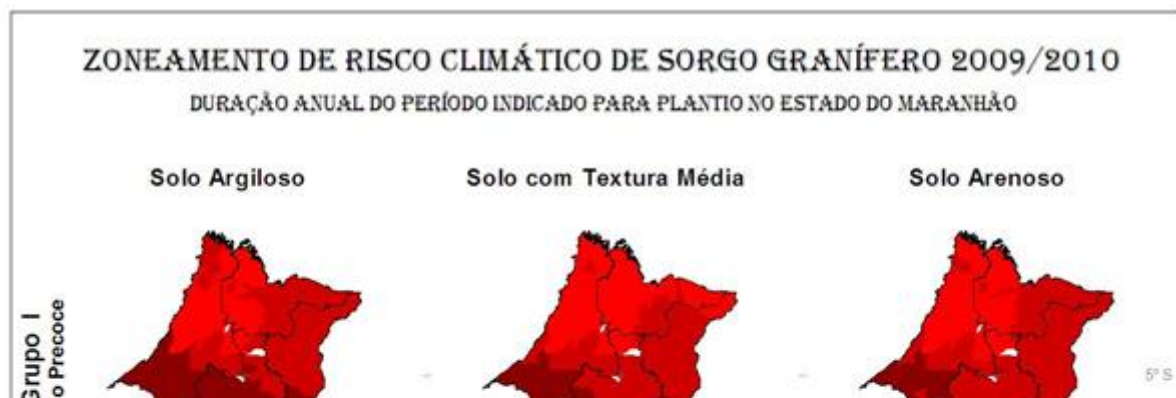 ZONEAMENTO DE RISCO CLIMÁTICO DE SORGO GRANÍFERO 2009/2010
DURAÇÃO ANUAL DO PERÍODO INDICADO PARA PLANTIO NO ESTADO DO MARANHÃO
Solo Argiloso
Solo com Textura Média
Solo Arenoso
Grupo I
o Precoce
5º S